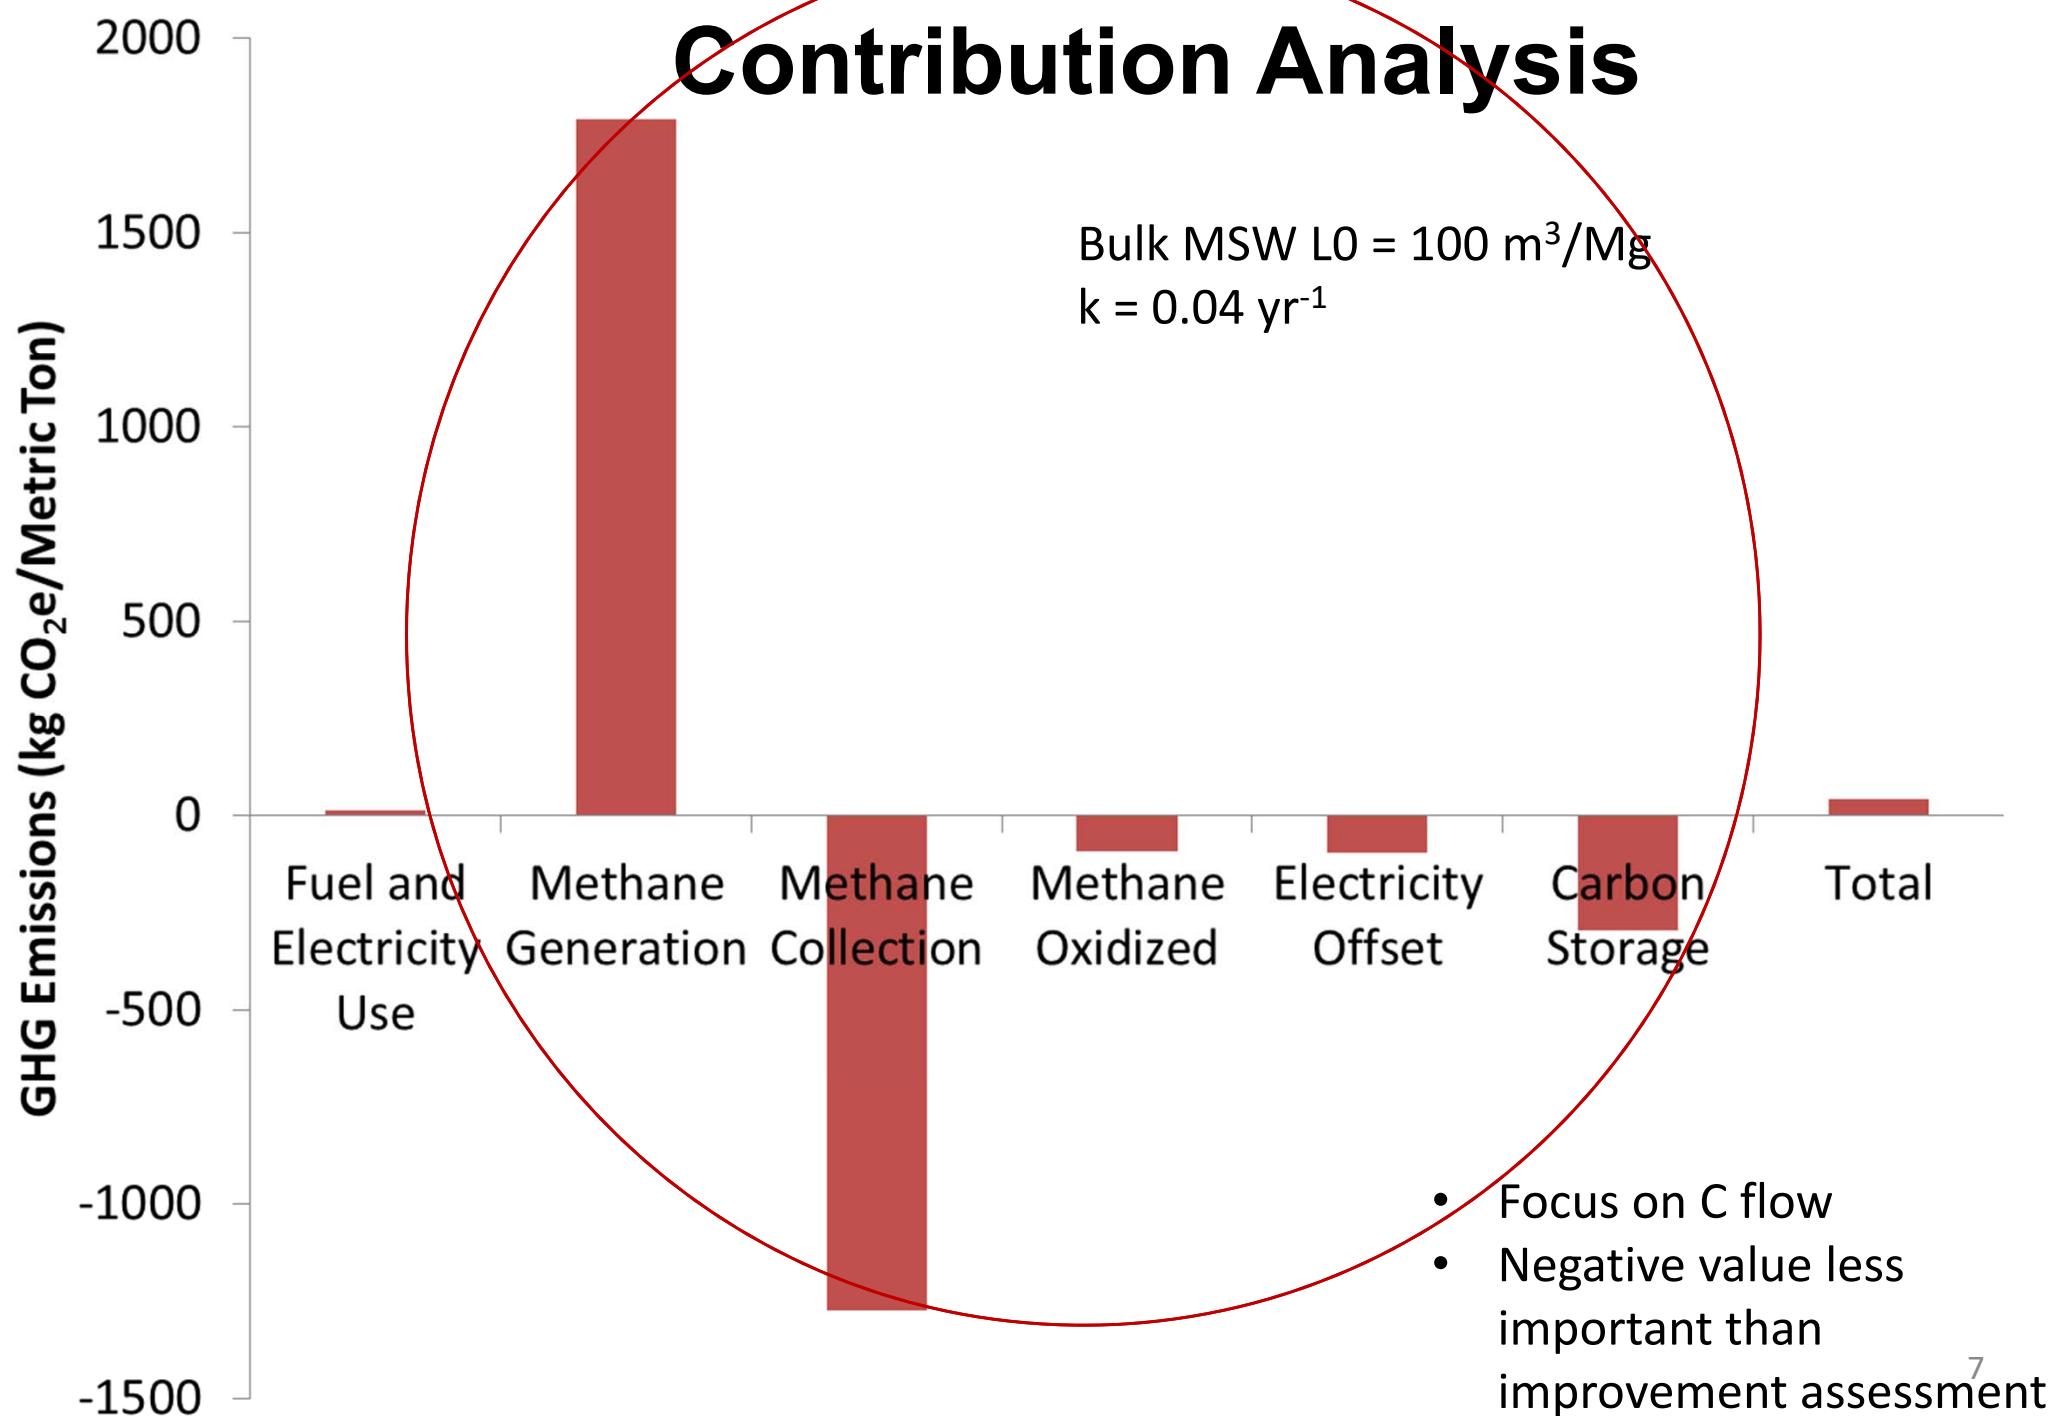 Contribution Analysis
2000
1500
1000
500
0
-500
-1000
-1500
GHG Emissions (kg CO₂e/Metric Ton)
Bulk MSW L0 = 100 m³/Mg
k = 0.04 yr⁻¹
Fuel and
Electricity
Use
Methane
Generation
Methane
Collection
Methane
Oxidized
Electricity
Offset
Carbon
Storage
Total
• Focus on C flow
• Negative value less
important than
improvement assessment
7